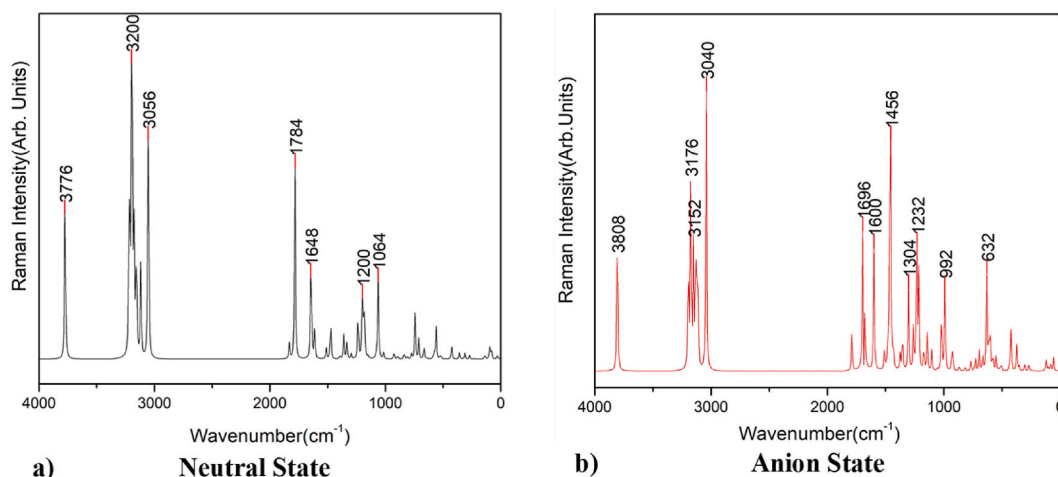 Raman Intensity(Arb. Units)
3776
3200
3056
1784
1648
1200
1064
4000 3000 2000 1000 0
Wavenumber(cm⁻¹)
a) Neutral State
Raman Intensity(Arb.Units)
3808
3176
3152
3040
1696
1600
1456
1304
1232
992
632
4000 3000 2000 1000 0
Wavenumber(cm⁻¹)
b) Anion State